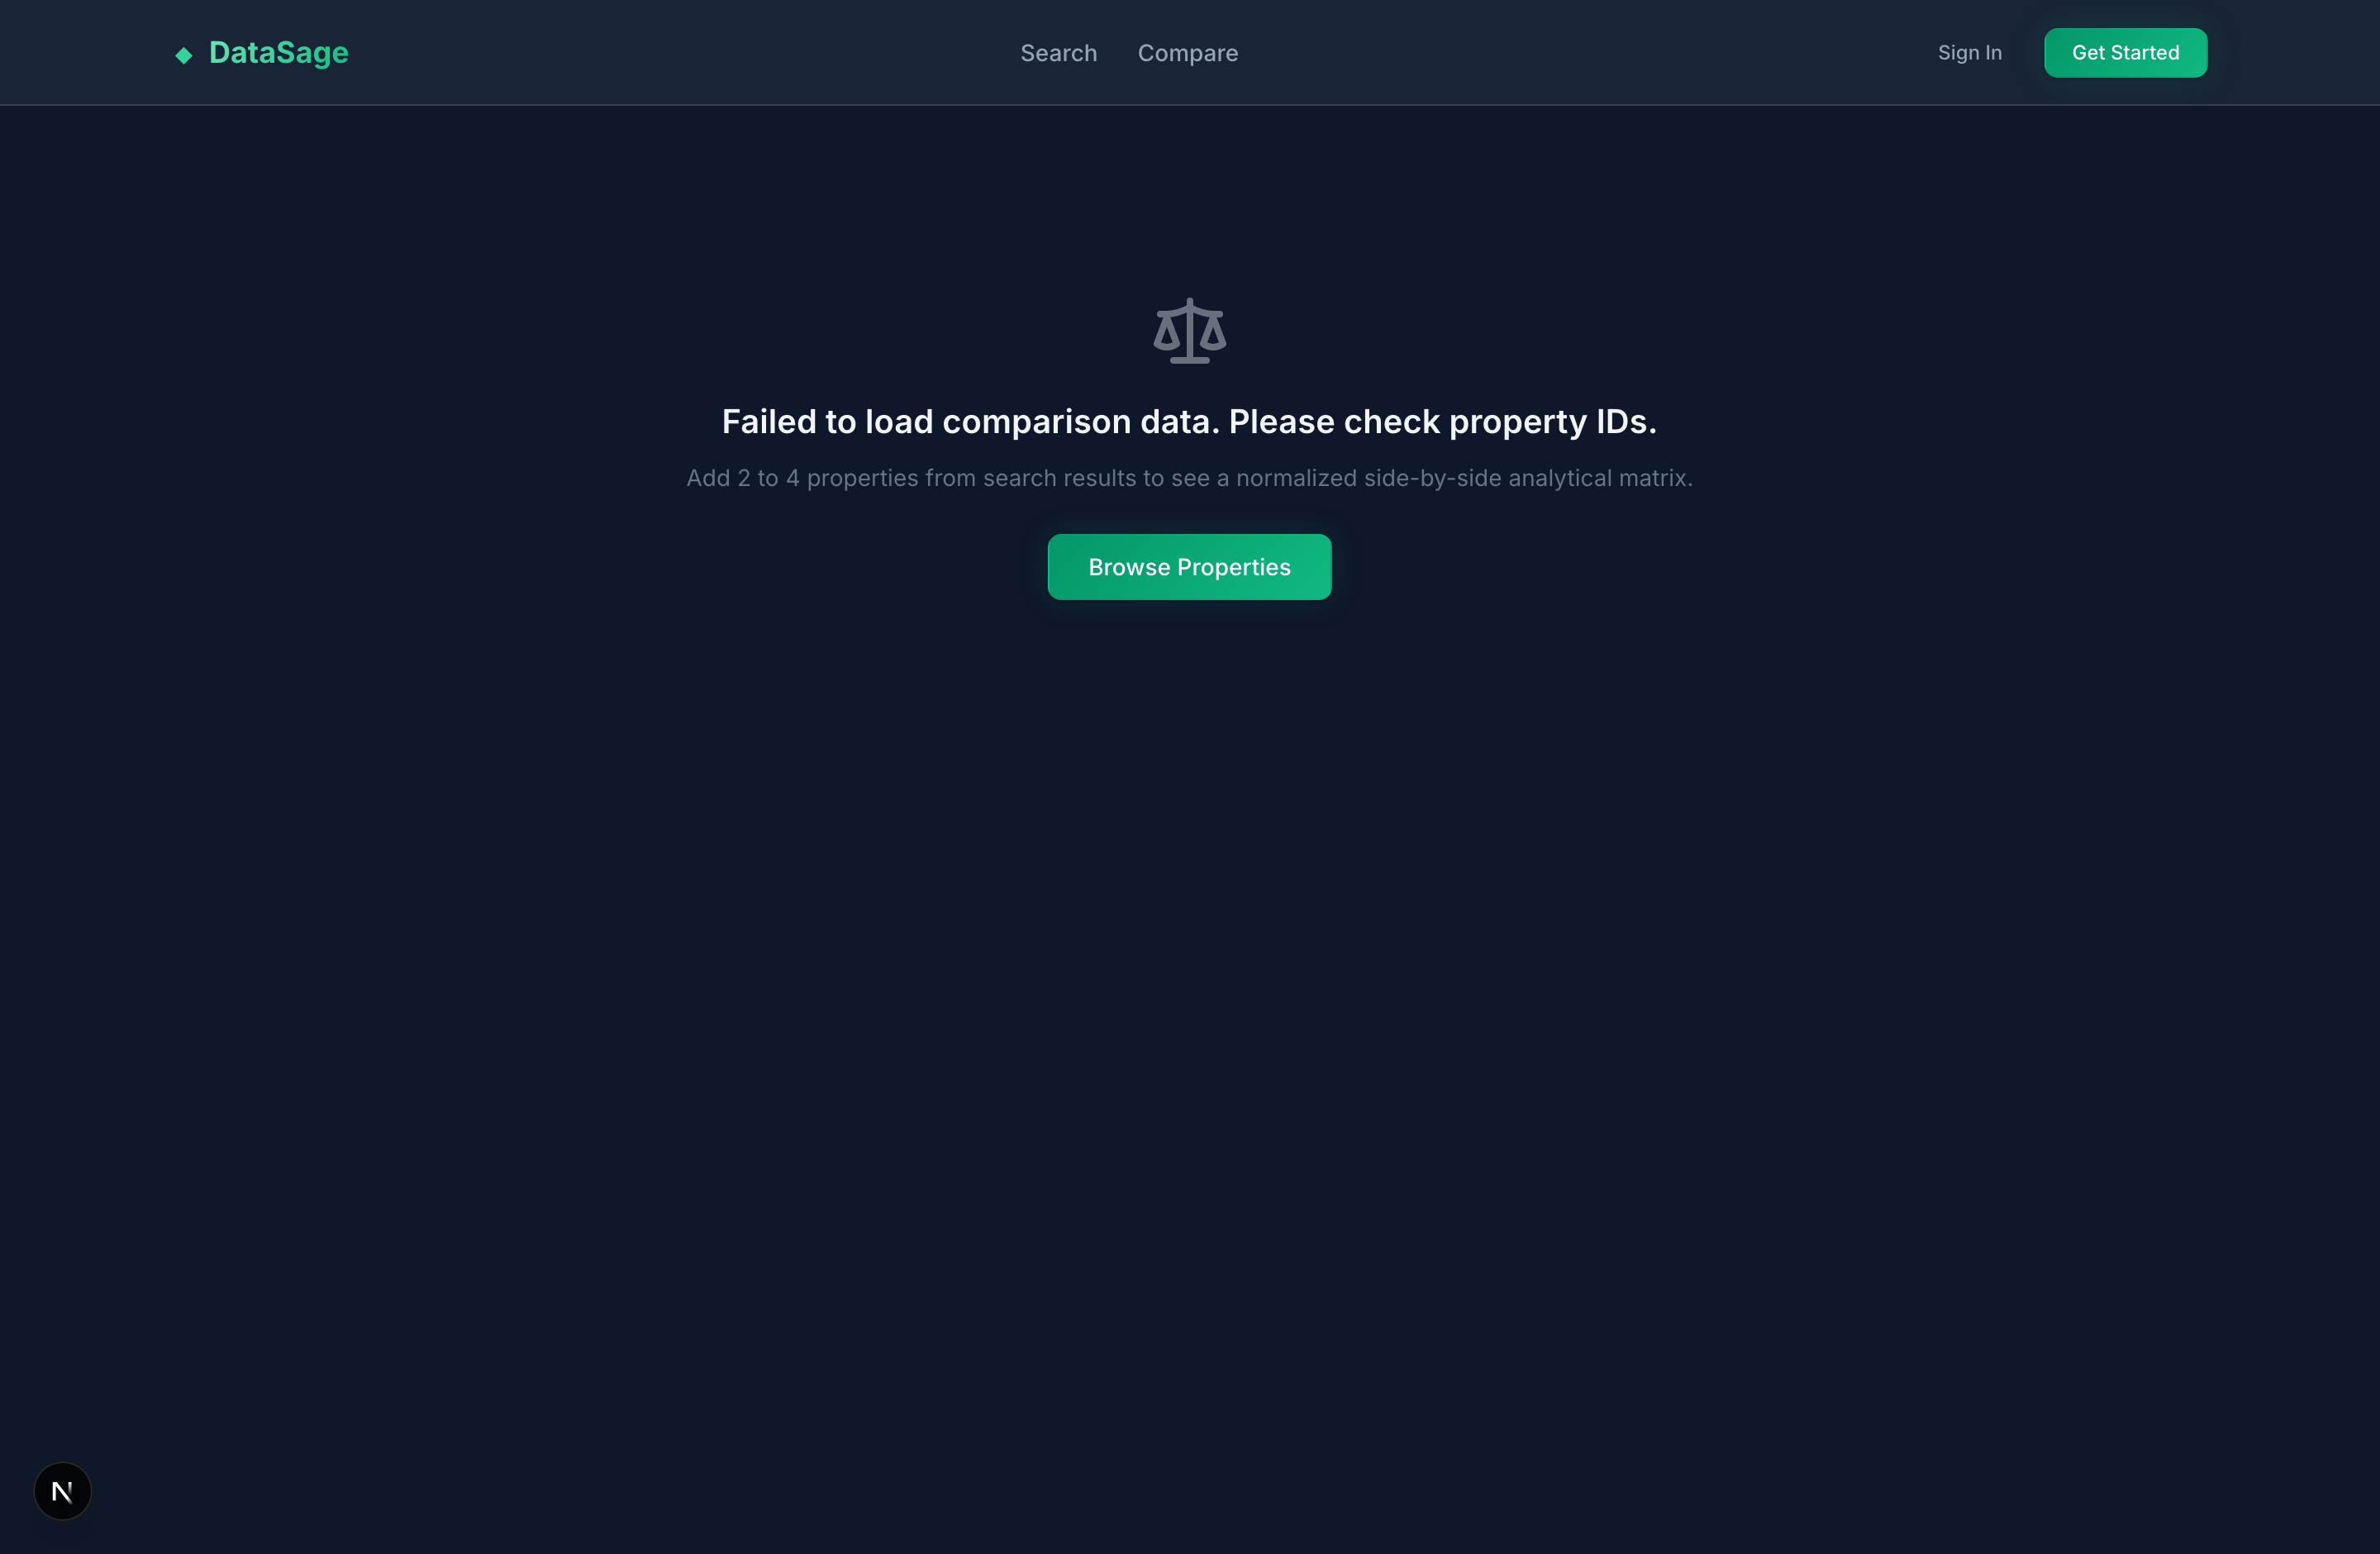 DataSage
Search
Compare
Sign In
Get Started
Failed to load comparison data. Please check property IDs.
Add 2 to 4 properties from search results to see a normalized side-by-side analytical matrix.
Browse Properties
N